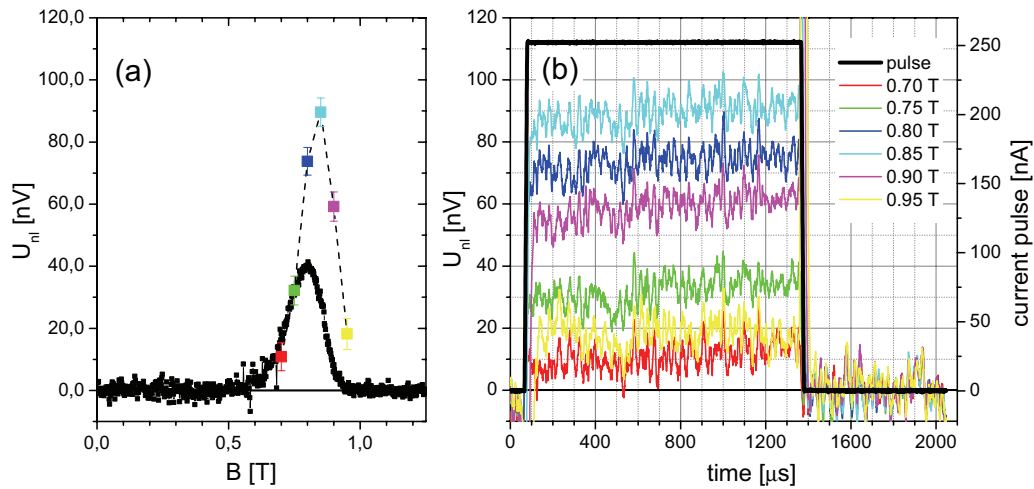 (a)
120,0
100,0
80,0
60,0
40,0
20,0
0,0
U_nl [nV]
0,0 0,5 1,0
B [T]
(b)
120
100
80
60
40
20
0
U_nl [nV]
0 400 800 1200 1600 2000
time [μs]
250
200
150
100
50
0
current pulse [nA]
pulse
0.70 T
0.75 T
0.80 T
0.85 T
0.90 T
0.95 T